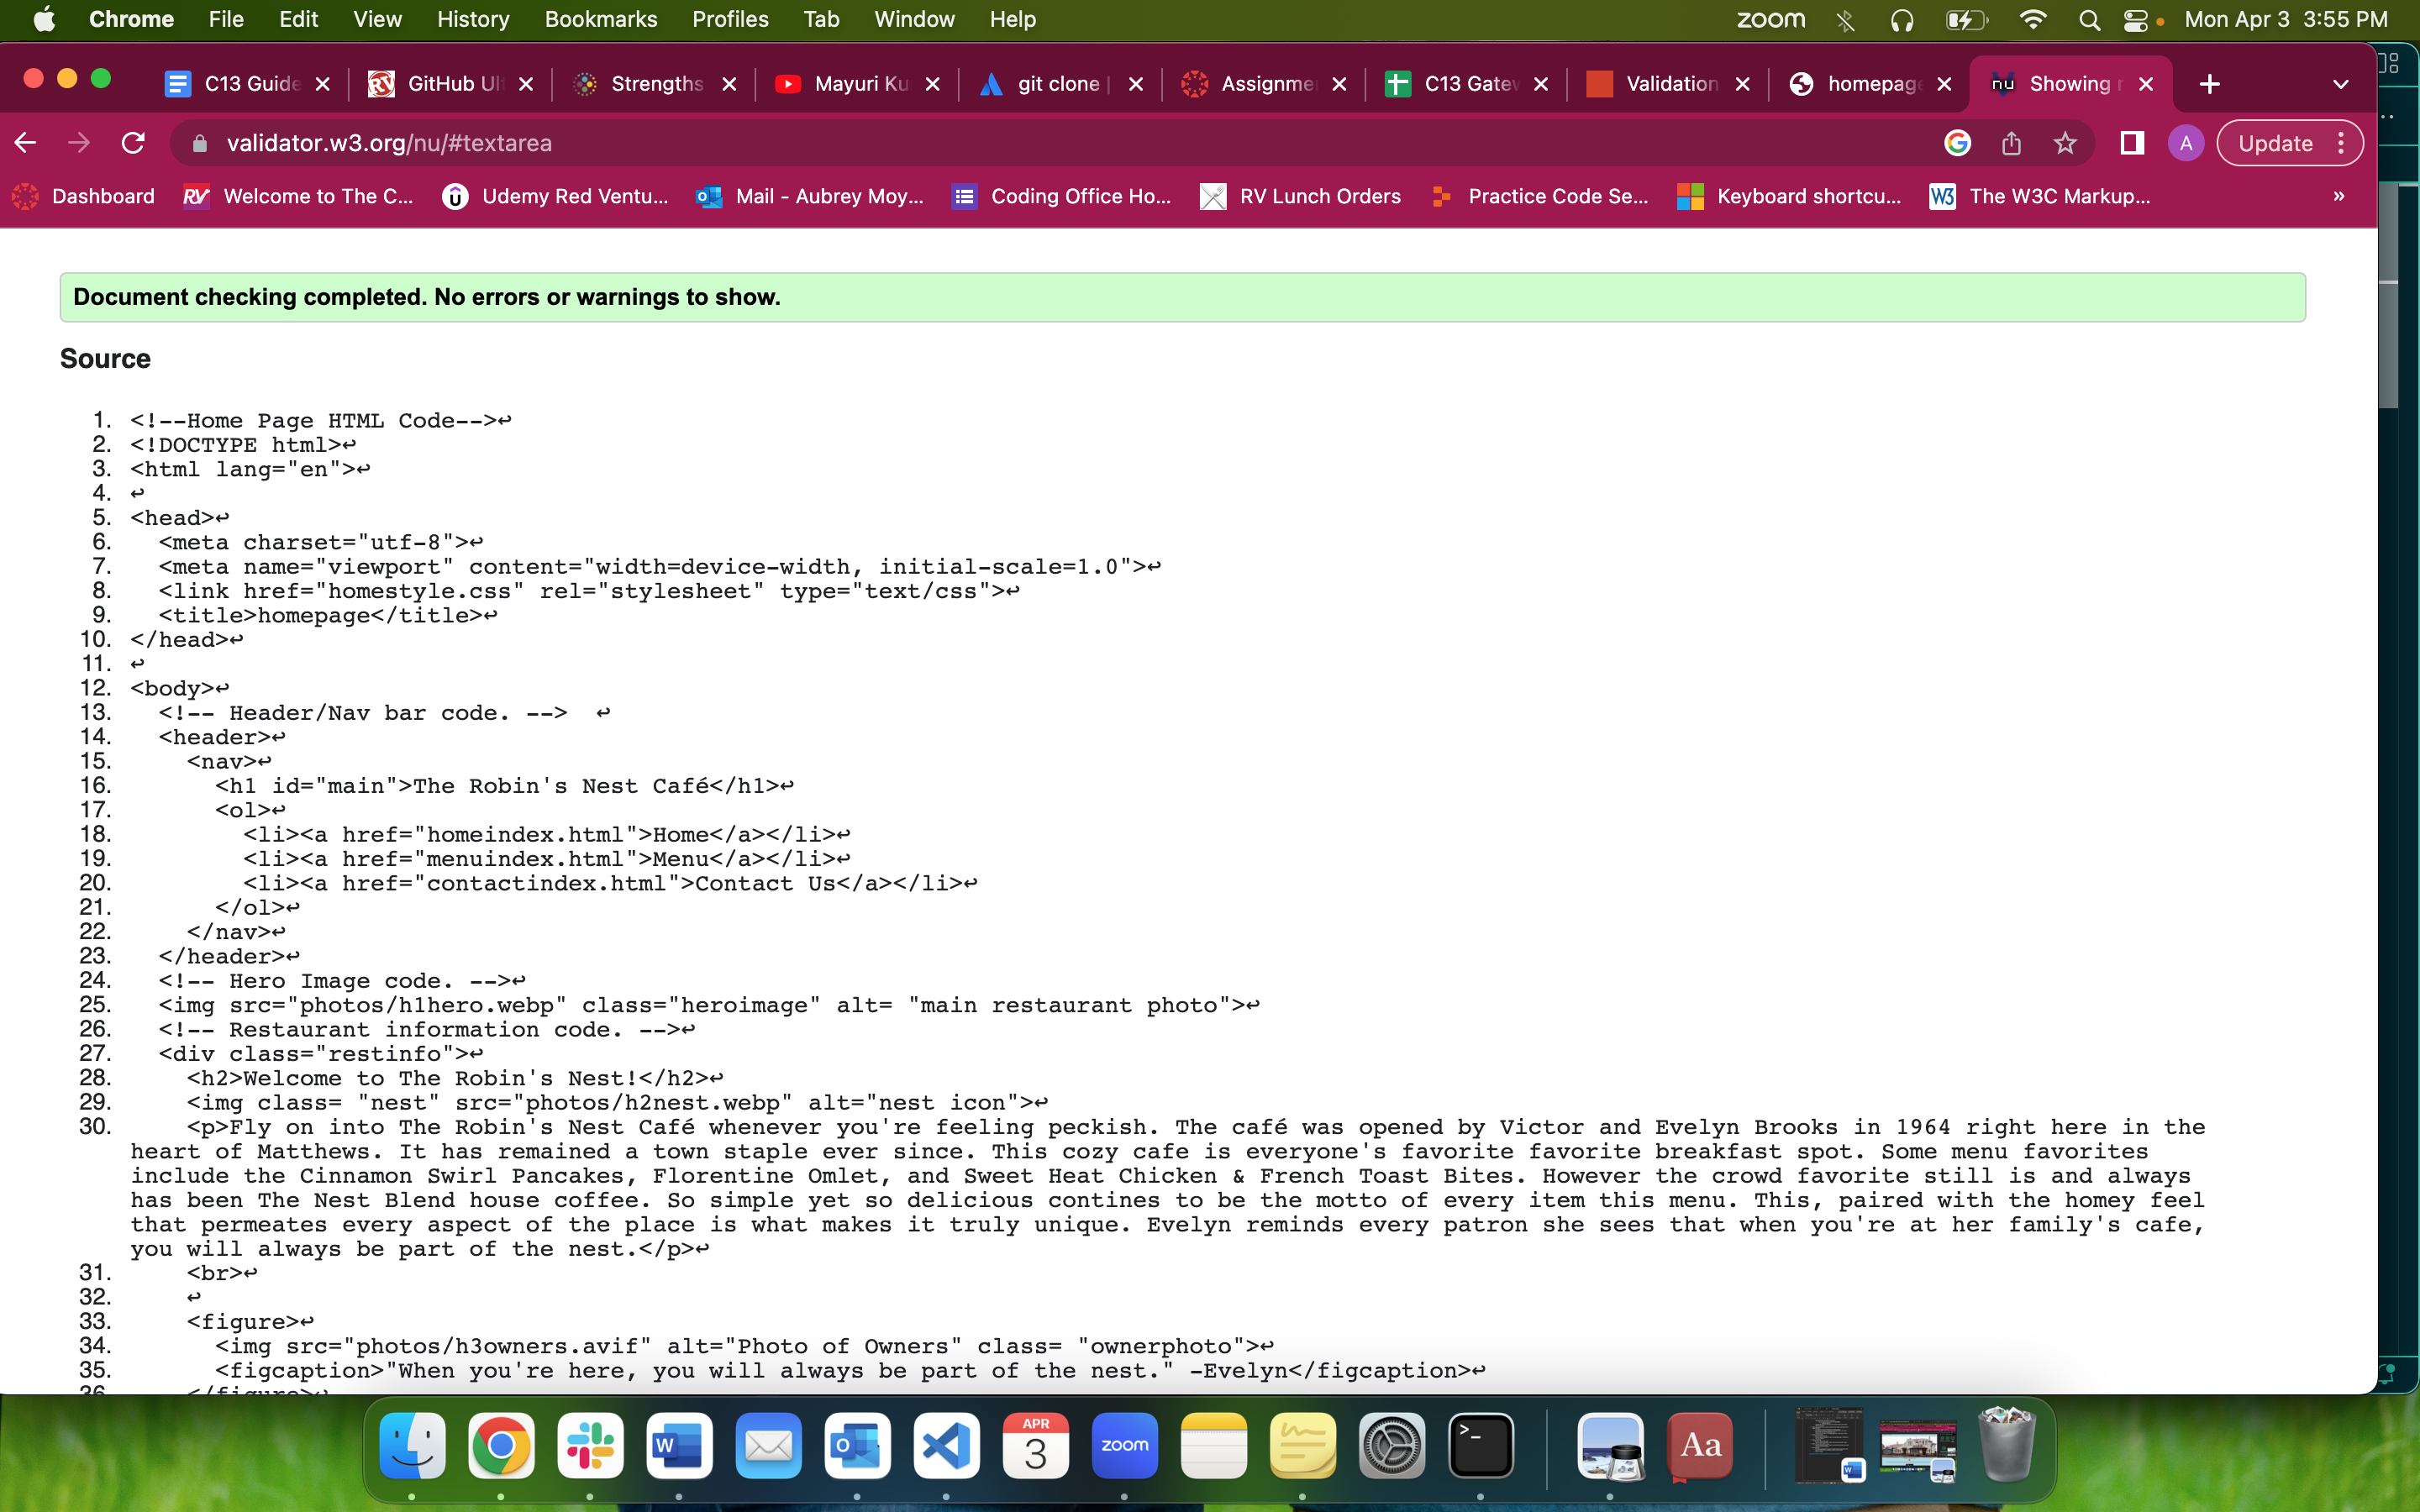 Chrome File Edit View History Bookmarks Profiles Tab Window Help zoom Mon Apr 3 3:55 PM
C13 Guide GitHub Ul Strengths Mayuri Ku git clone | Assignme C13 Gatew Validation homepage Showing r
validator.w3.org/nu/#textarea A Update
Dashboard RV Welcome to The C... Udemy Red Ventu... Mail - Aubrey Moy... Coding Office Ho... RV Lunch Orders Practice Code Se... Keyboard shortcu... W3 The W3C Markup... »
Document checking completed. No errors or warnings to show.
Source
1. <!--Home Page HTML Code-->↩
2. <!DOCTYPE html>↩
3. <html lang="en">↩
4. ↩
5. <head>↩
6. <meta charset="utf-8">↩
7. <meta name="viewport" content="width=device-width, initial-scale=1.0">↩
8. <link href="homestyle.css" rel="stylesheet" type="text/css">↩
9. <title>homepage</title>↩
10. </head>↩
11. ↩
12. <body>↩
13. <!-- Header/Nav bar code. --> ↩
14. <header>↩
15. <nav>↩
16. <h1 id="main">The Robin's Nest Café</h1>↩
17. <ol>↩
18. <li><a href="homeindex.html">Home</a></li>↩
19. <li><a href="menuindex.html">Menu</a></li>↩
20. <li><a href="contactindex.html">Contact Us</a></li>↩
21. </ol>↩
22. </nav>↩
23. </header>↩
24. <!-- Hero Image code. -->↩
25. <img src="photos/h1hero.webp" class="heroimage" alt= "main restaurant photo">↩
26. <!-- Restaurant information code. -->↩
27. <div class="restinfo">↩
28. <h2>Welcome to The Robin's Nest!</h2>↩
29. <img class= "nest" src="photos/h2nest.webp" alt="nest icon">↩
30. <p>Fly on into The Robin's Nest Café whenever you're feeling peckish. The café was opened by Victor and Evelyn Brooks in 1964 right here in the
heart of Matthews. It has remained a town staple ever since. This cozy cafe is everyone's favorite favorite breakfast spot. Some menu favorites
include the Cinnamon Swirl Pancakes, Florentine Omlet, and Sweet Heat Chicken & French Toast Bites. However the crowd favorite still is and always
has been The Nest Blend house coffee. So simple yet so delicious contines to be the motto of every item this menu. This, paired with the homey feel
that permeates every aspect of the place is what makes it truly unique. Evelyn reminds every patron she sees that when you're at her family's cafe,
you will always be part of the nest.</p>↩
31. <br>↩
32. ↩
33. <figure>↩
34. <img src="photos/h3owners.avif" alt="Photo of Owners" class= "ownerphoto">↩
35. <figcaption>"When you're here, you will always be part of the nest." -Evelyn</figcaption>↩
36. </figure>↩
APR
3
zoom
Aa